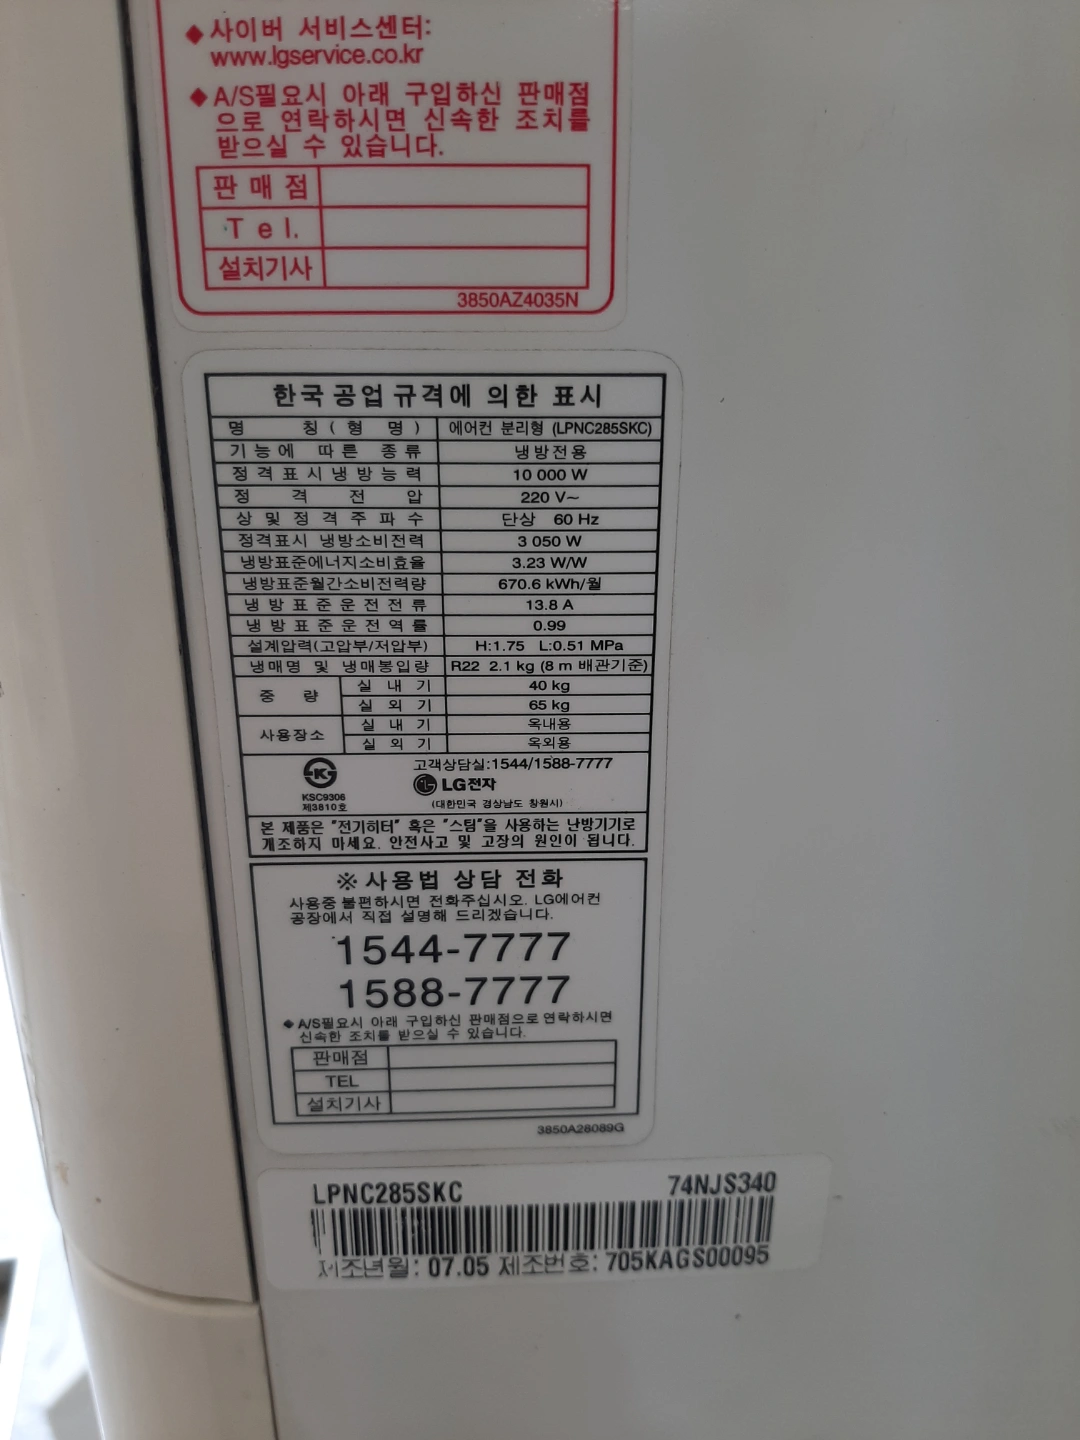 ◆사이버 서비스센터:
www.lgservice.co.kr
◆A/S필요시 아래 구입하신 판매점
으로 연락하시면 신속한 조치를
받으실 수 있습니다.
판 매 점
T e l.
설치기사
3850AZ4035N
한국 공업 규격에 의한 표시
명 칭 ( 형 명 ) 에어컨 분리형 (LPNC285SKC)
기 능 에 따 른 종 류 냉 방 전 용
정 격 표 시 냉 방 능 력 10 000 W
정 격 전 압 220 V~
상 및 정 격 주 파 수 단상 60 Hz
정격표시 냉방소비전력 3 050 W
냉방표준에너지소비효율 3.23 W/W
냉방표준월간소비전력량 670.6 kWh/월
냉 방 표 준 운 전 전 류 13.8 A
냉 방 표 준 운 전 역 률 0.99
설계압력(고압부/저압부) H:1.75 L:0.51 MPa
냉매명 및 냉매봉입량 R22 2.1 kg (8 m 배관기준)
중 량 실 내 기 40 kg
실 외 기 65 kg
사용장소 실 내 기 옥내용
실 외 기 옥외용
고객상담실:1544/1588-7777
LG전자
KSC9306
제3810호
(대한민국 경상남도 창원시)
본 제품은 "전기히터" 혹은 "스팀"을 사용하는 난방기기로
개조하지 마세요. 안전사고 및 고장의 원인이 됩니다.
※ 사용법 상담 전화
사용중 불편하시면 전화주십시오. LG에어컨
공장에서 직접 설명해 드리겠습니다.
1544-7777
1588-7777
◆A/S필요시 아래 구입하신 판매점으로 연락하시면
신속한 조치를 받으실 수 있습니다.
판매점
TEL
설치기사
3850A28089G
LPNC285SKC 74NJS340
제조년월: 07.05 제조번호: 705KAGS00095